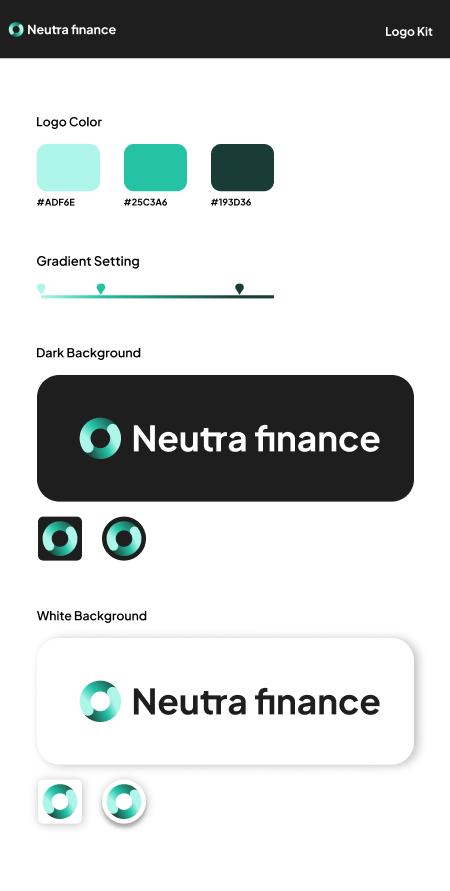 Neutra finance
Logo Kit
Logo Color
#ADF6E
#25C3A6
#193D36
Gradient Setting
Dark Background
Neutra finance
White Background
Neutra finance